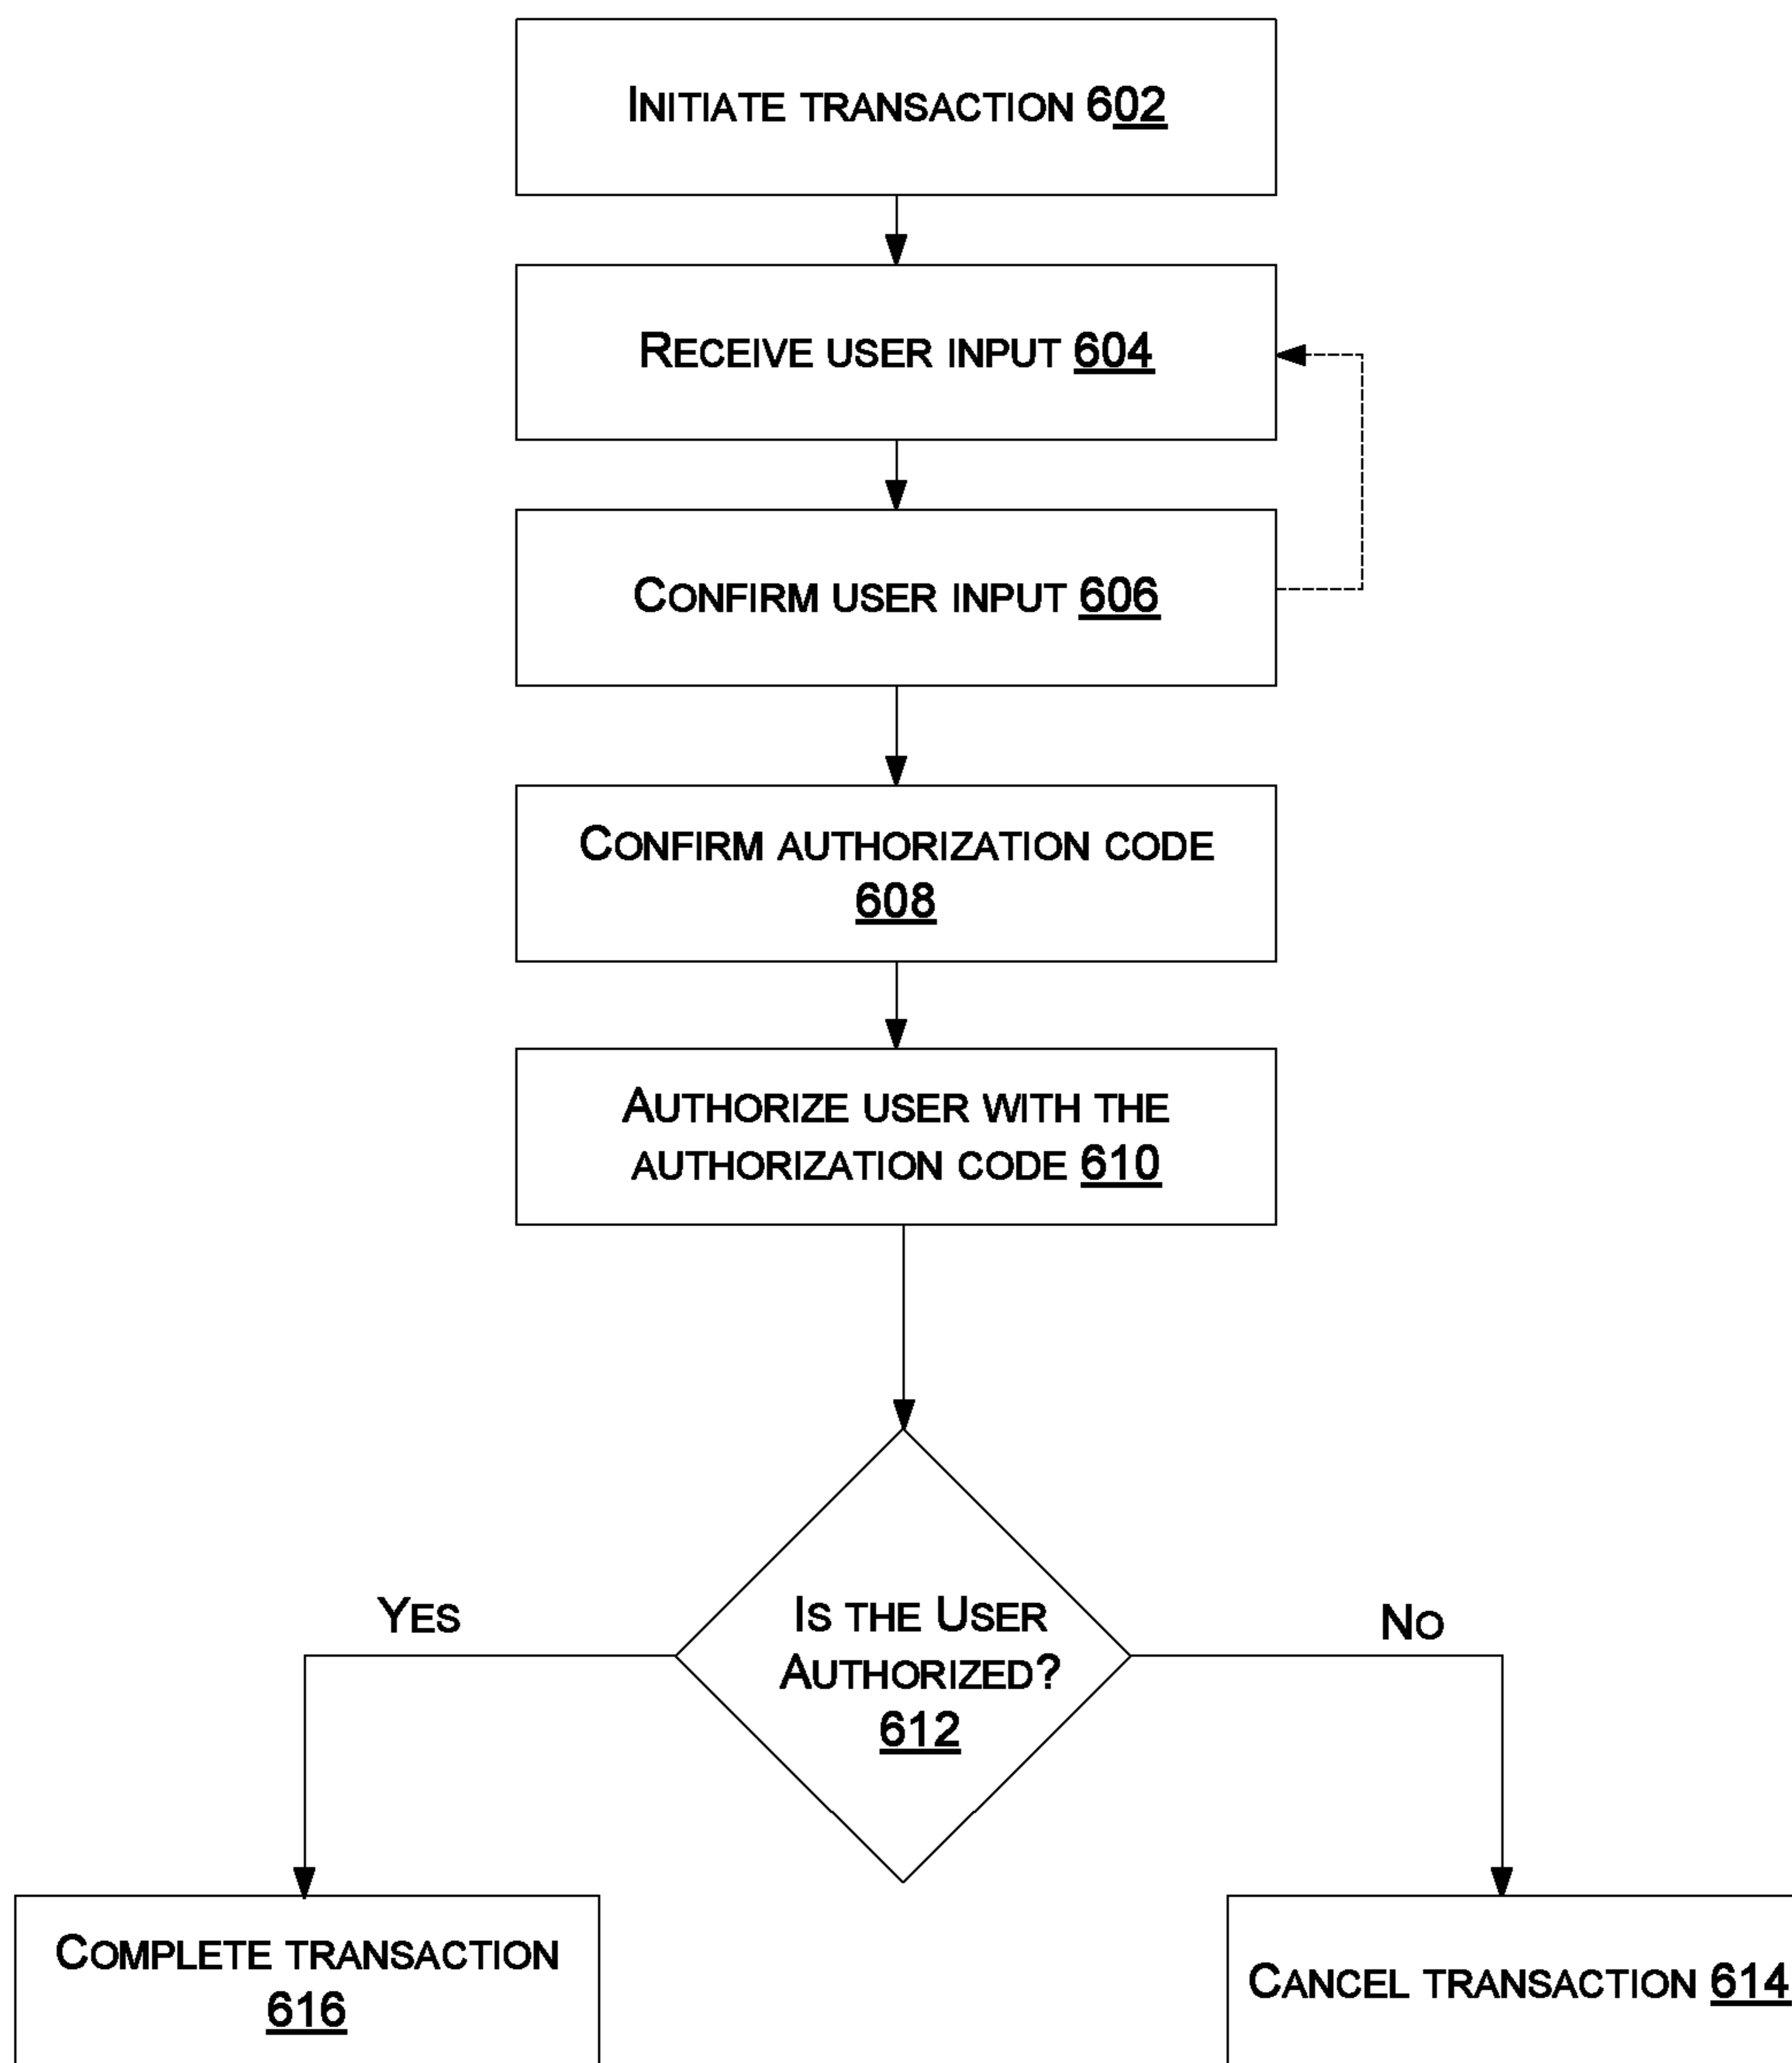 INITIATE TRANSACTION 602
RECEIVE USER INPUT 604
CONFIRM USER INPUT 606
CONFIRM AUTHORIZATION CODE
608
AUTHORIZE USER WITH THE
AUTHORIZATION CODE 610
IS THE USER
AUTHORIZED?
612
YES
NO
COMPLETE TRANSACTION
616
CANCEL TRANSACTION 614